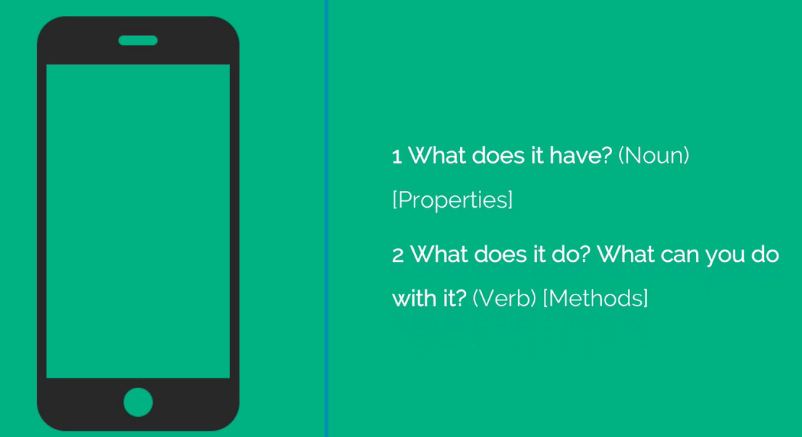 1 What does it have? (Noun)
[Properties]
2 What does it do? What can you do
with it? (Verb) [Methods]